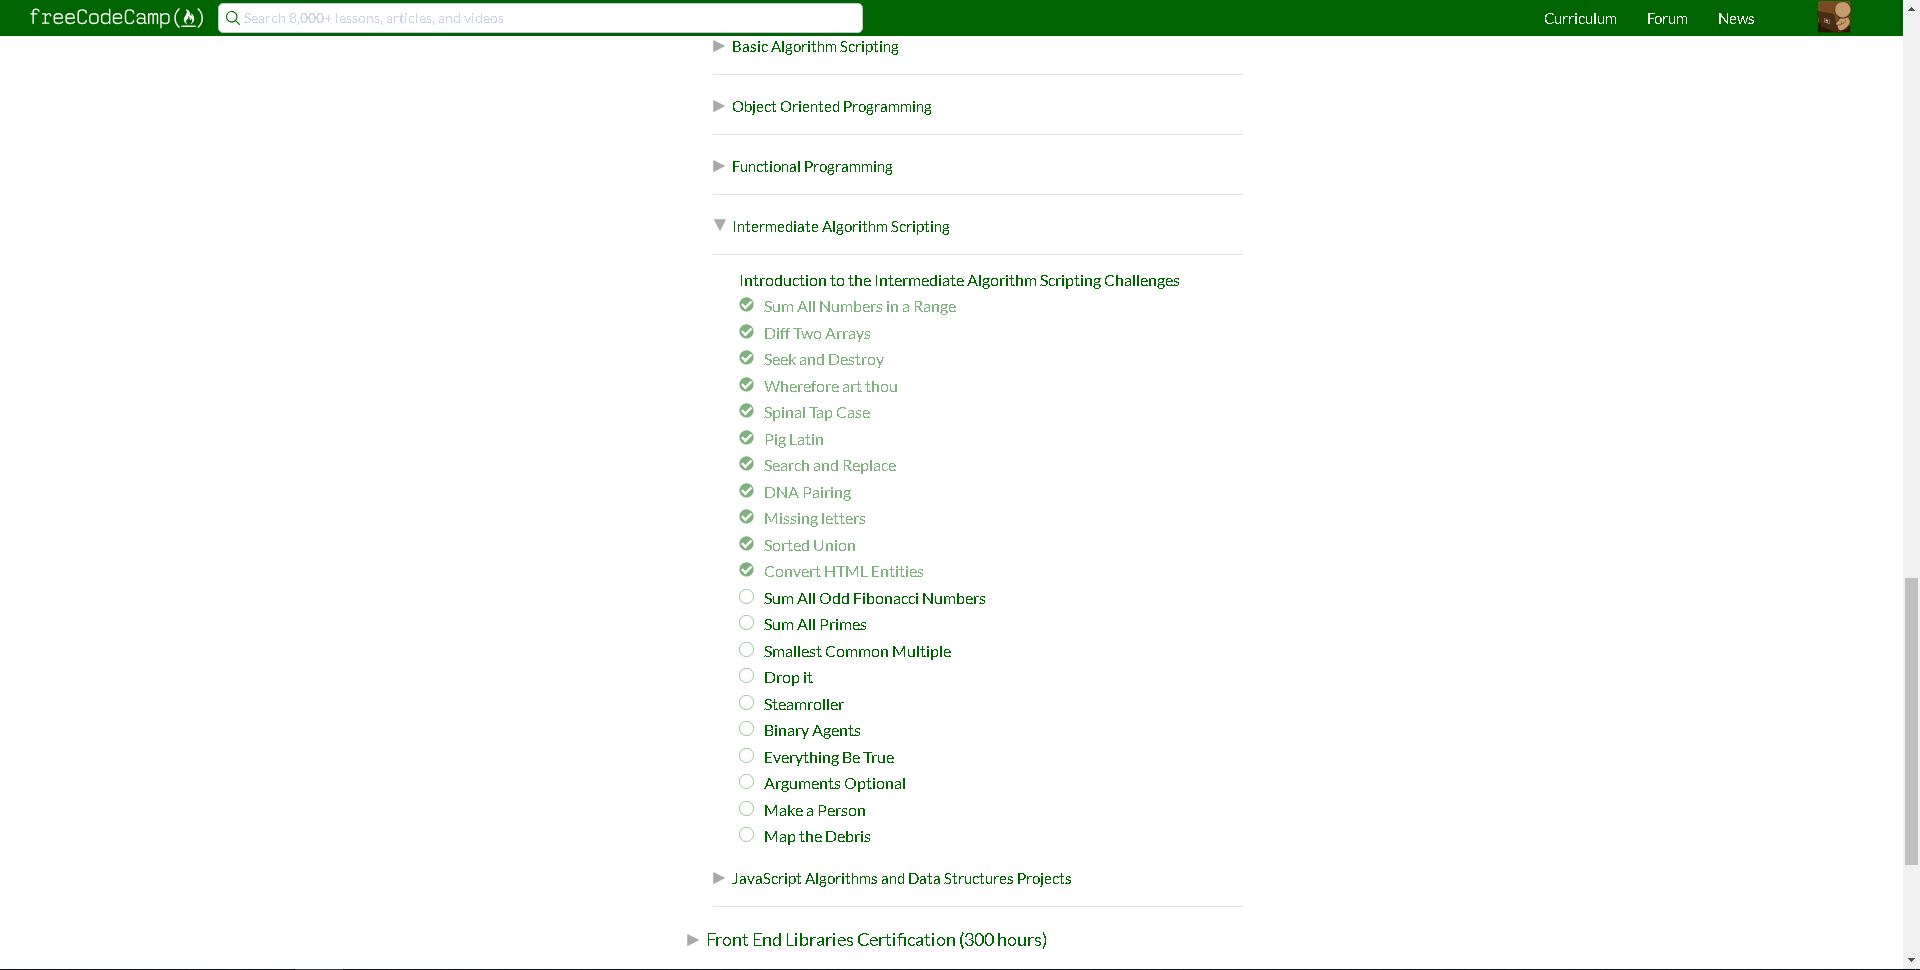 freeCodeCamp(🔥)
Search 8,000+ lessons, articles, and videos
Curriculum
Forum
News
Basic Algorithm Scripting
Object Oriented Programming
Functional Programming
Intermediate Algorithm Scripting
Introduction to the Intermediate Algorithm Scripting Challenges
Sum All Numbers in a Range
Diff Two Arrays
Seek and Destroy
Wherefore art thou
Spinal Tap Case
Pig Latin
Search and Replace
DNA Pairing
Missing letters
Sorted Union
Convert HTML Entities
Sum All Odd Fibonacci Numbers
Sum All Primes
Smallest Common Multiple
Drop it
Steamroller
Binary Agents
Everything Be True
Arguments Optional
Make a Person
Map the Debris
JavaScript Algorithms and Data Structures Projects
Front End Libraries Certification (300 hours)